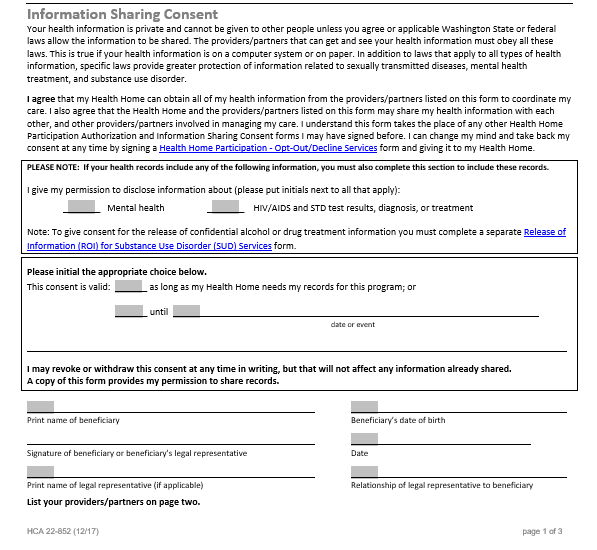 Information Sharing Consent
Your health information is private and cannot be given to other people unless you agree or applicable Washington State or federal
laws allow the information to be shared. The providers/partners that can get and see your health information must obey all these
laws. This is true if your health information is on a computer system or on paper. In addition to laws that apply to all types of health
information, specific laws provide greater protection of information related to sexually transmitted diseases, mental health
treatment, and substance use disorder.
I agree that my Health Home can obtain all of my health information from the providers/partners listed on this form to coordinate my
care. I also agree that the Health Home and the providers/partners listed on this form may share my health information with each
other, and other providers/partners involved in managing my care. I understand this form takes the place of any other Health Home
Participation Authorization and Information Sharing Consent forms I may have signed before. I can change my mind and take back my
consent at any time by signing a Health Home Participation - Opt-Out/Decline Services form and giving it to my Health Home.
PLEASE NOTE: If your health records include any of the following information, you must also complete this section to include these records.
I give my permission to disclose information about (please put initials next to all that apply):
Mental health HIV/AIDS and STD test results, diagnosis, or treatment
Note: To give consent for the release of confidential alcohol or drug treatment information you must complete a separate Release of
Information (ROI) for Substance Use Disorder (SUD) Services form.
Please initial the appropriate choice below.
This consent is valid: as long as my Health Home needs my records for this program; or
until
date or event
I may revoke or withdraw this consent at any time in writing, but that will not affect any information already shared.
A copy of this form provides my permission to share records.
Print name of beneficiary Beneficiary's date of birth
Signature of beneficiary or beneficiary's legal representative Date
Print name of legal representative (if applicable) Relationship of legal representative to beneficiary
List your providers/partners on page two.
HCA 22-852 (12/17) page 1 of 3